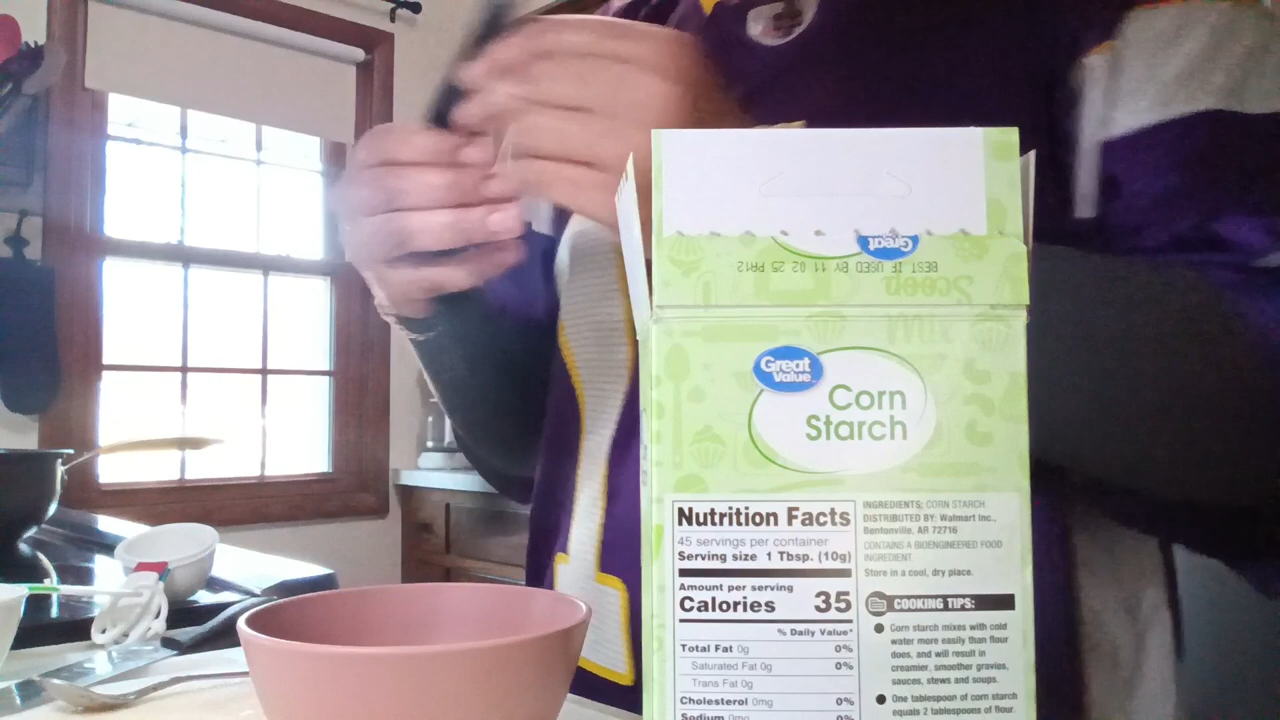 Great
BEST IF USED BY 11 02 25 PA12
Scoop
Great
Value
Corn
Starch
Nutrition Facts
45 servings per container
Serving size 1 Tbsp. (10g)
Amount per serving
Calories 35
% Daily Value*
Total Fat 0g 0%
Saturated Fat 0g 0%
Trans Fat 0g
Cholesterol 0mg 0%
Sodium 0mg 0%
INGREDIENTS: CORN STARCH
DISTRIBUTED BY: Walmart Inc.,
Bentonville, AR 72716
CONTAINS A BIOENGINEERED FOOD
INGREDIENT
Store in a cool, dry place.
COOKING TIPS:
Corn starch mixes with cold
water more easily than flour
does, and will result in
creamier, smoother gravies,
sauces, stews and soups.
One tablespoon of corn starch
equals 2 tablespoons of flour.